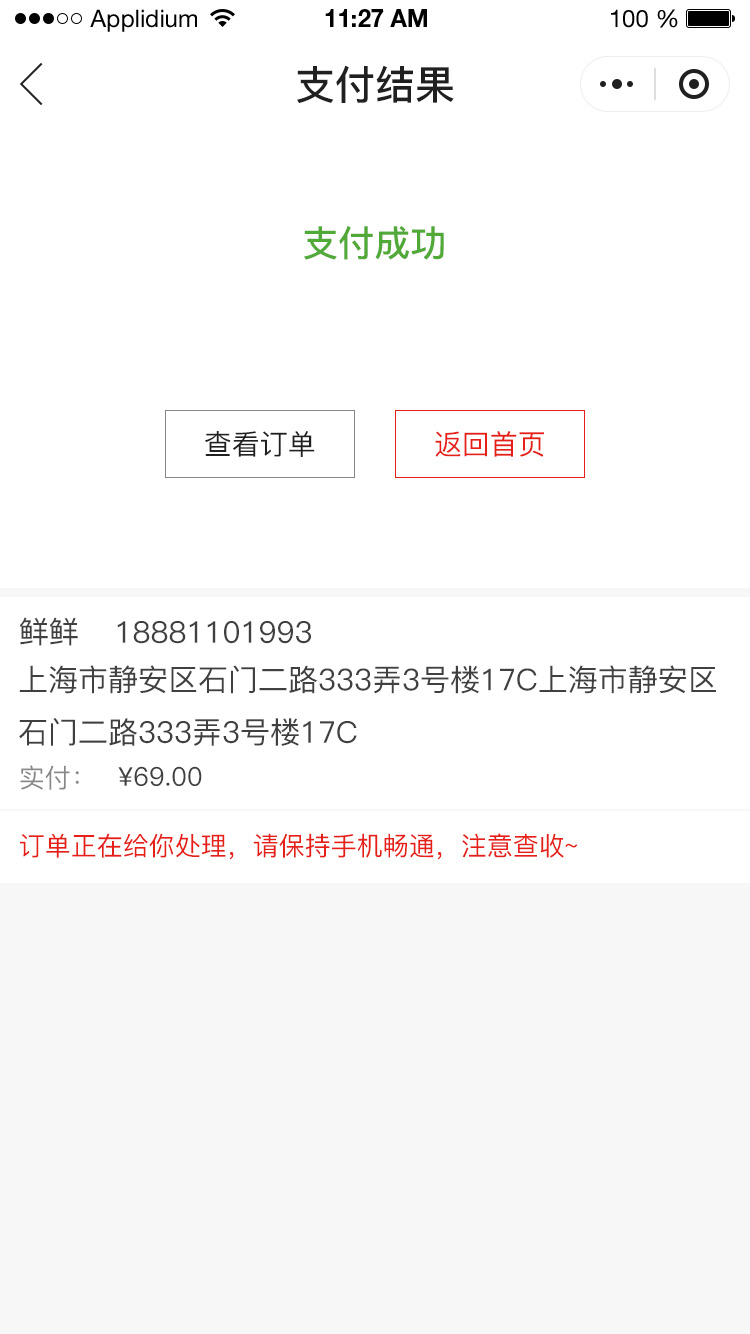 Applidium 11:27 AM 100 %
支付结果
支付成功
查看订单 返回首页
鲜鲜 18881101993
上海市静安区石门二路333弄3号楼17C上海市静安区
石门二路333弄3号楼17C
实付： ¥69.00
订单正在给你处理，请保持手机畅通，注意查收~